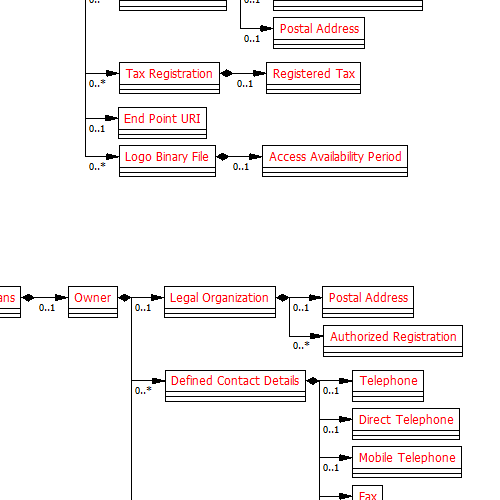 0..
0..1
Postal Address
0..1
Tax Registration
Registered Tax
0..*
0..1
End Point URI
0..1
Logo Binary File
Access Availability Period
0..*
0..1
ans
Owner
Legal Organization
Postal Address
0..1
0..1
0..1
Authorized Registration
0..*
Defined Contact Details
Telephone
0..*
0..1
Direct Telephone
0..1
Mobile Telephone
0..1
Fax